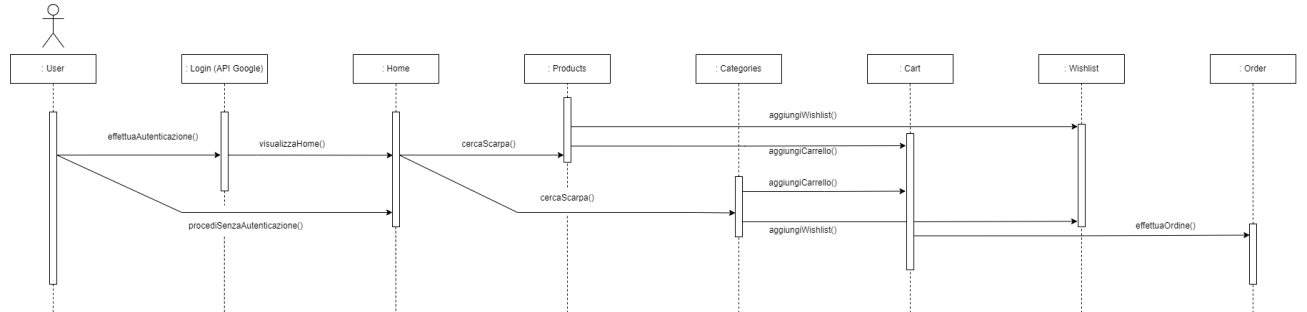 : User
: Login (API Google)
: Home
: Products
: Categories
: Cart
: Wishlist
: Order
aggiungiWishlist()
effettuaAutenticazione()
visualizzaHome()
cercaScarpa()
aggiungiCarrello()
aggiungiCarrello()
cercaScarpa()
procediSenzaAutenticazione()
aggiungiWishlist()
effettuaOrdine()